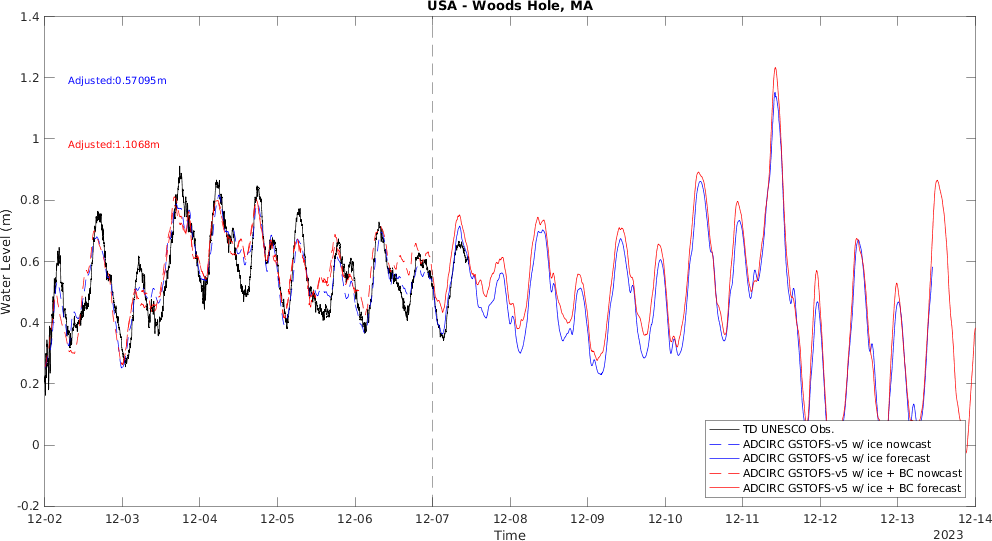 USA - Woods Hole, MA
1.4
1.2
1
0.8
0.6
0.4
0.2
0
-0.2
Water Level (m)
Adjusted:0.57095m
Adjusted:1.1068m
TD UNESCO Obs.
ADCIRC GSTOFS-v5 w/ ice nowcast
ADCIRC GSTOFS-v5 w/ ice forecast
ADCIRC GSTOFS-v5 w/ ice + BC nowcast
ADCIRC GSTOFS-v5 w/ ice + BC forecast
12-02 12-03 12-04 12-05 12-06 12-07 12-08 12-09 12-10 12-11 12-12 12-13 12-14
Time
2023